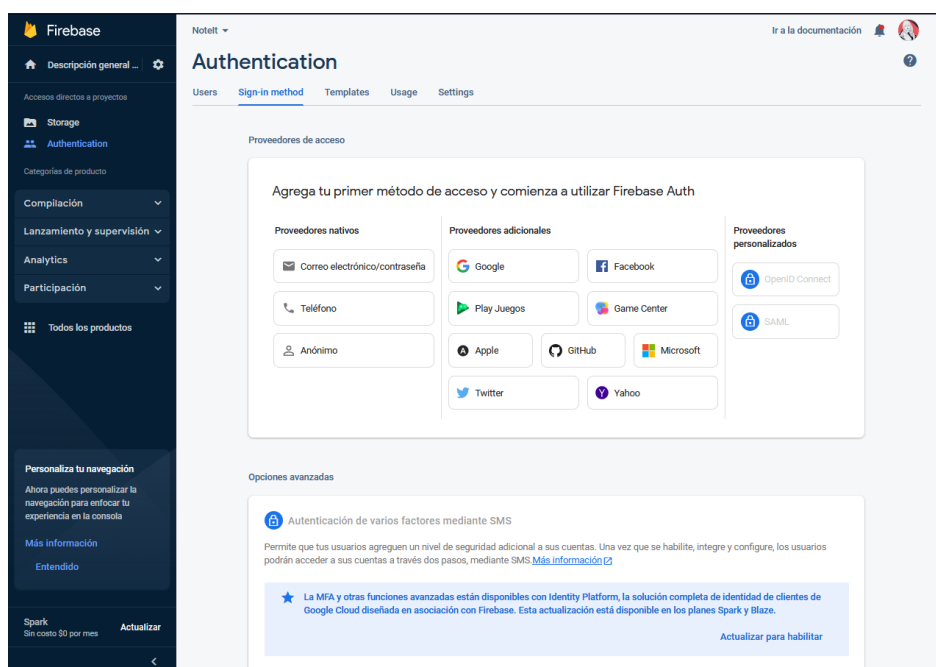 Firebase
NoteIt
Ir a la documentación
Descripción general ...
Authentication
Users
Sign-in method
Templates
Usage
Settings
Accesos directos a proyectos
Storage
Authentication
Categorías de producto
Compilación
Lanzamiento y supervisión
Analytics
Participación
Todos los productos
Personaliza tu navegación
Ahora puedes personalizar la
navegación para enfocar tu
experiencia en la consola
Más información
Entendido
Spark
Sin costo $0 por mes
Actualizar
Proveedores de acceso
Agrega tu primer método de acceso y comienza a utilizar Firebase Auth
Proveedores nativos
Correo electrónico/contraseña
Teléfono
Anónimo
Proveedores adicionales
Google
Facebook
Play Juegos
Game Center
Apple
GitHub
Microsoft
Twitter
Yahoo
Proveedores
personalizados
OpenID Connect
SAML
Opciones avanzadas
Autenticación de varios factores mediante SMS
Permite que tus usuarios agreguen un nivel de seguridad adicional a sus cuentas. Una vez que se habilite, integre y configure, los usuarios
podrán acceder a sus cuentas a través dos pasos, mediante SMS.Más información
La MFA y otras funciones avanzadas están disponibles con Identity Platform, la solución completa de identidad de clientes de
Google Cloud diseñada en asociación con Firebase. Esta actualización está disponible en los planes Spark y Blaze.
Actualizar para habilitar